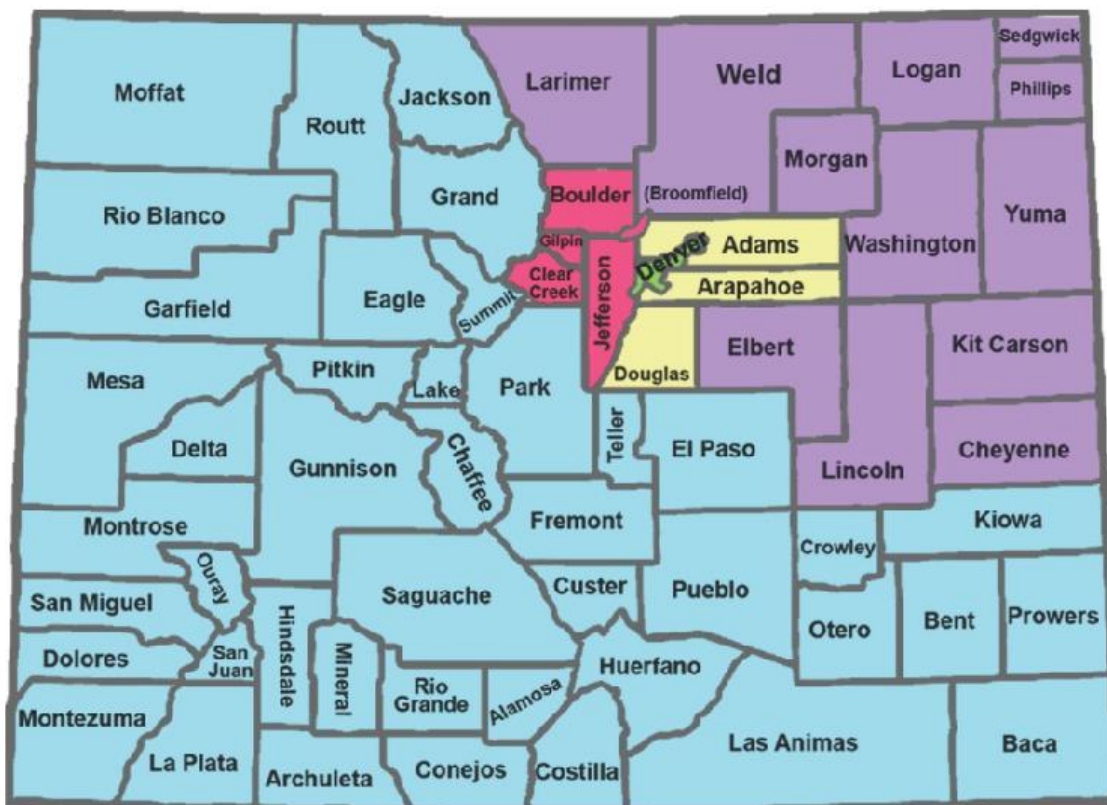 Moffat
Routt
Jackson
Larimer
Weld
Logan
Sedgwick
Phillips
Morgan
Rio Blanco
Grand
Boulder
(Broomfield)
Yuma
Washington
Gilpin
Denver
Adams
Clear
Creek
Jefferson
Arapahoe
Garfield
Eagle
Summit
Mesa
Pitkin
Lake
Park
Douglas
Elbert
Kit Carson
Delta
Gunnison
Chaffee
Teller
El Paso
Lincoln
Cheyenne
Montrose
Fremont
Crowley
Kiowa
Ouray
San Miguel
Saguache
Custer
Pueblo
Otero
Bent
Prowers
Dolores
San
Juan
Hindsdale
Mineral
Rio
Grande
Alamosa
Huerfano
Montezuma
La Plata
Archuleta
Conejos
Costilla
Las Animas
Baca